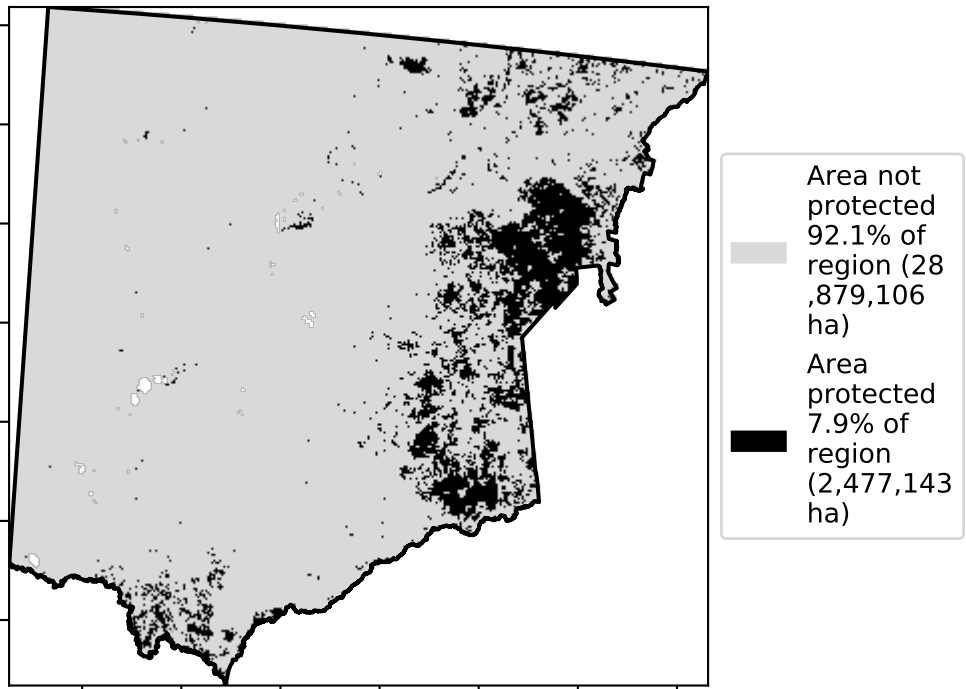 Area not
protected
92.1% of
region (28
,879,106
ha)
Area
protected
7.9% of
region
(2,477,143
ha)